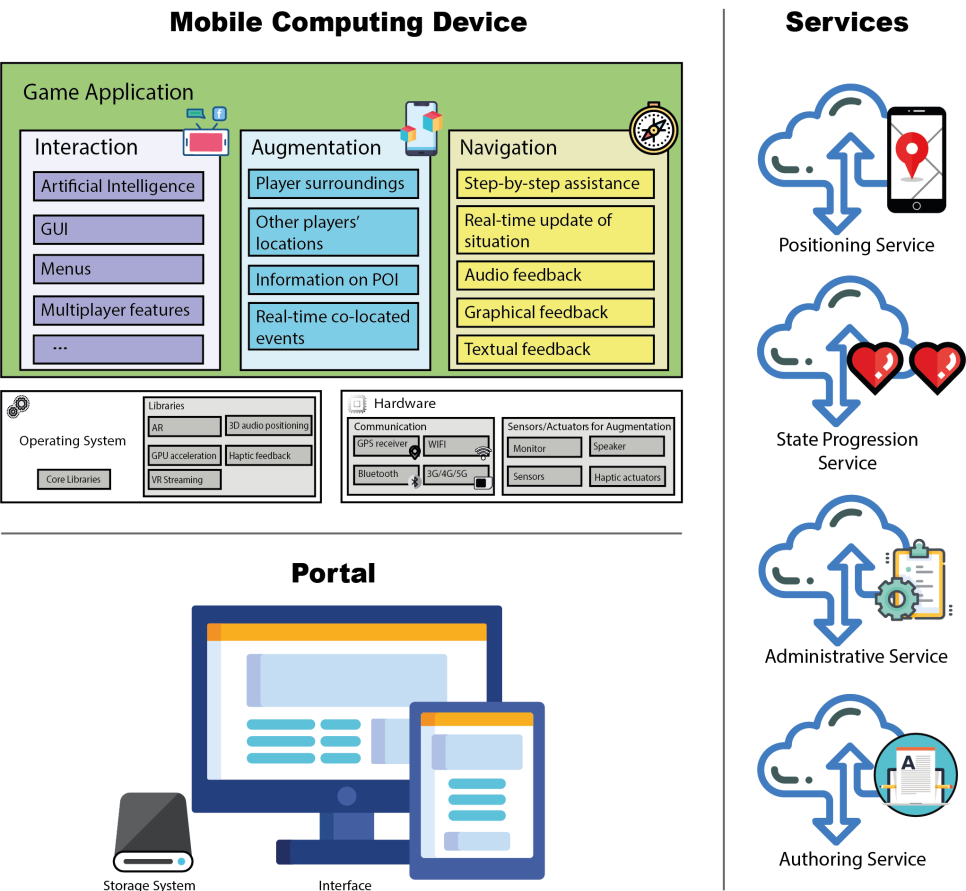 Mobile Computing Device
Game Application
Interaction
Artificial Intelligence
GUI
Menus
Multiplayer features
...
Augmentation
Player surroundings
Other players'
locations
Information on POI
Real-time co-located
events
Navigation
Step-by-step assistance
Real-time update of
situation
Audio feedback
Graphical feedback
Textual feedback
Operating System
Core Libraries
Libraries
AR
3D audio positioning
GPU acceleration
Haptic feedback
VR Streaming
Hardware
Communication
GPS receiver
WIFI
Bluetooth
3G/4G/5G
Sensors/Actuators for Augmentation
Monitor
Speaker
Sensors
Haptic actuators
Portal
Storage System
Interface
Services
Positioning Service
State Progression
Service
Administrative Service
A
Authoring Service